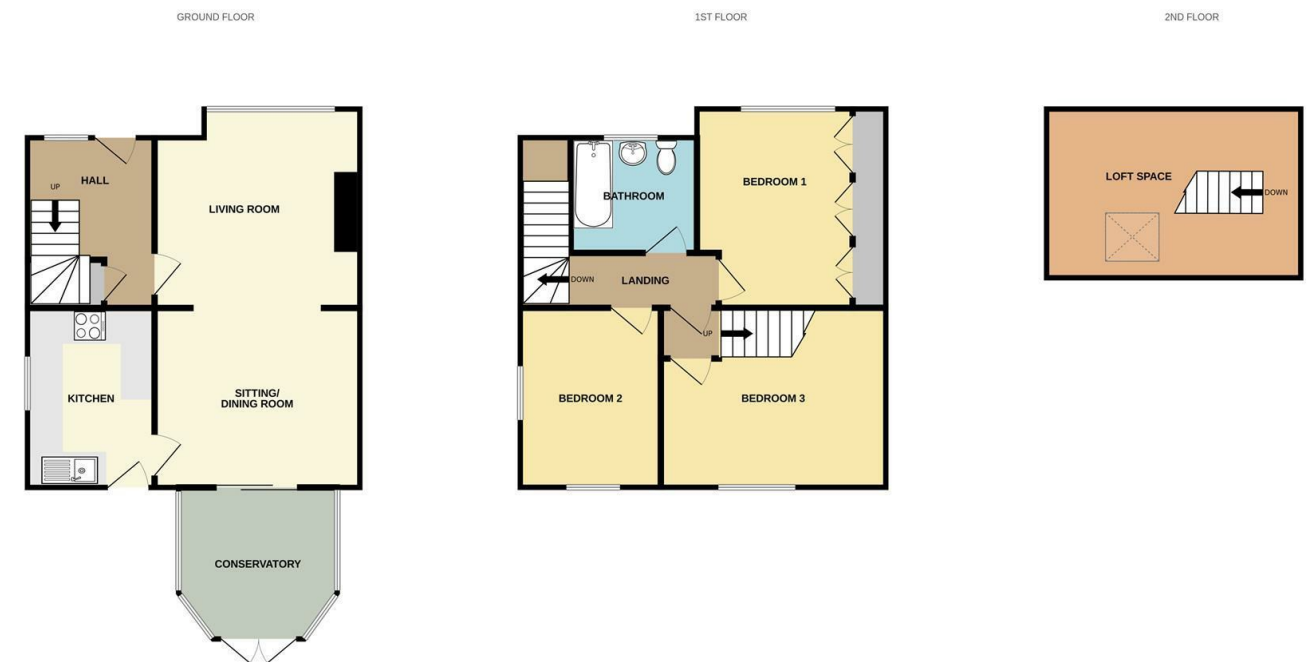 GROUND FLOOR
1ST FLOOR
2ND FLOOR
UP
HALL
LIVING ROOM
KITCHEN
SITTING/
DINING ROOM
CONSERVATORY
BATHROOM
BEDROOM 1
DOWN
LANDING
UP
BEDROOM 2
BEDROOM 3
LOFT SPACE
DOWN